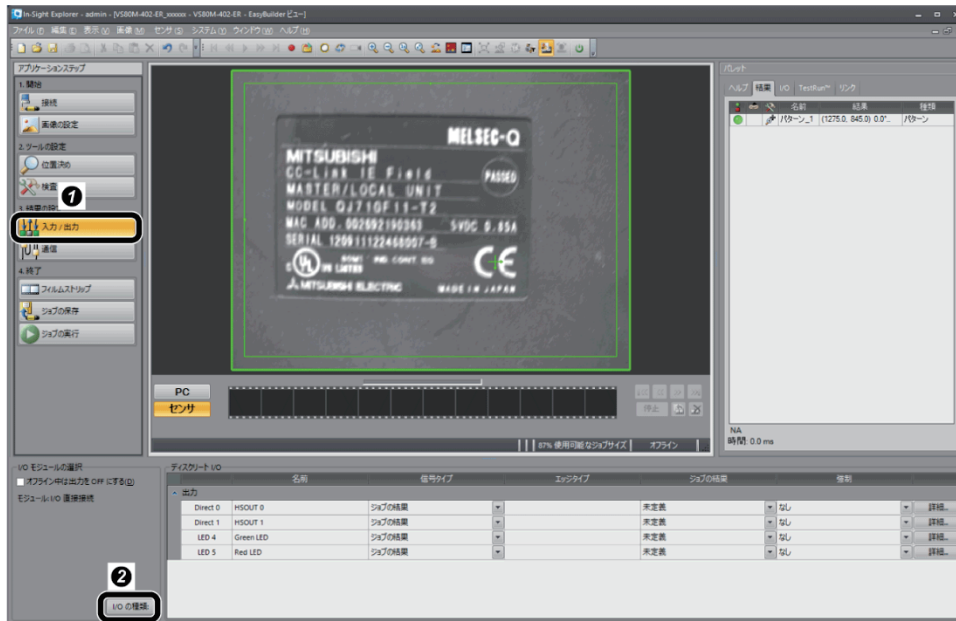 In-Sight Explorer - admin - [VS80M-402-ER_xxxxxx - VS80M-402-ER - EasyBuilder ビュー]
ファイル(F) 編集(E) 表示(V) 画像(M) センサ(S) システム(Y) ウィンドウ(W) ヘルプ(H)
アプリケーションステップ
1. 開始
接続
画像の設定
2. ツールの設定
位置決め
検査
❶
3. 結果の設定
入力 / 出力
通信
4. 終了
フィルムストリップ
ジョブの保存
ジョブの実行
MELSEC-Q
MITSUBISHI
CC-Link IE Field
PASSED
MASTER/LOCAL UNIT
MODEL QJ71GF11-T2
MAC ADD. 002692190363 5VDC 0.85A
SERIAL 120911122468007-B
UL
LISTED
CE
MITSUBISHI ELECTRIC MADE IN JAPAN
PC
センサ
停止
87% 使用可能なジョブサイズ オフライン
パレット
ヘルプ 結果 I/O TestRun™ リンク
名前 結果 種類
パターン_1 (1275.0, 845.0) 0.0°... パターン
NA
時間: 0.0 ms
I/O モジュールの選択
オフライン中は出力を OFF にする(O)
モジュール: I/O 直接接続
❷
I/O の種類:
ディスクリート I/O
名前 信号タイプ エッジタイプ ジョブの結果 強制
出力
Direct 0 HSOUT 0 ジョブの結果 未定義 なし 詳細...
Direct 1 HSOUT 1 ジョブの結果 未定義 なし 詳細...
LED 4 Green LED ジョブの結果 未定義 なし 詳細...
LED 5 Red LED ジョブの結果 未定義 なし 詳細...